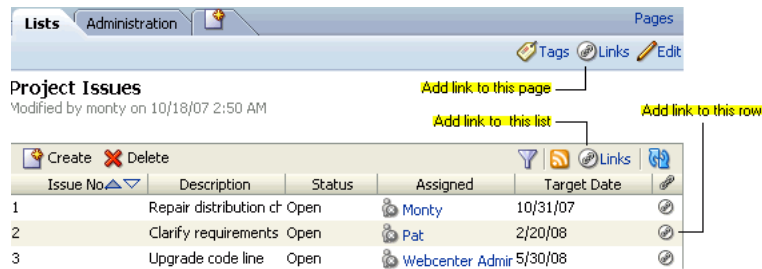 Lists Administration Pages
Tags Links Edit
Project Issues
Modified by monty on 10/18/07 2:50 AM
Add link to this page
Add link to this list
Add link to this row
Create Delete Links
Issue No. Description Status Assigned Target Date
1 Repair distribution ch Open Monty 10/31/07
2 Clarify requirements Open Pat 2/20/08
3 Upgrade code line Open Webcenter Admir 5/30/08